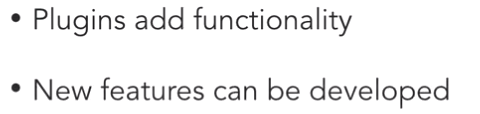 • Plugins add functionality
• New features can be developed